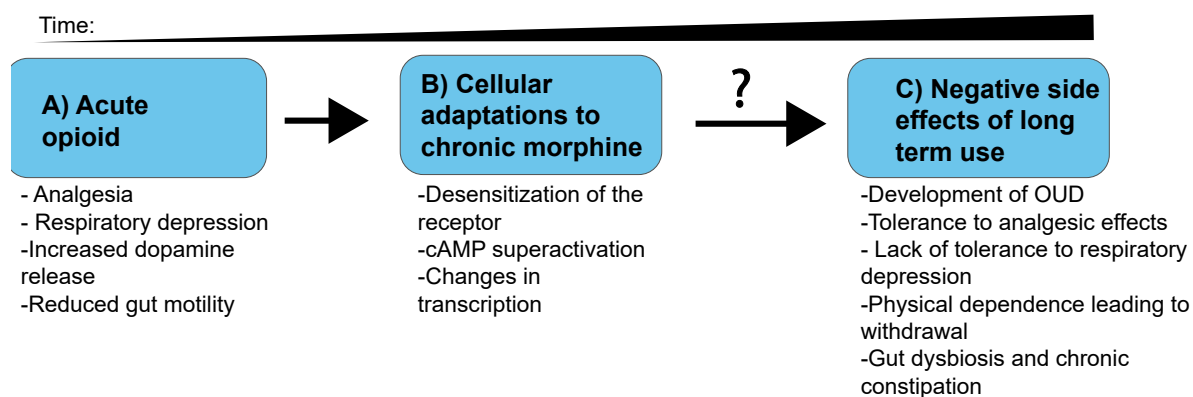 Time:
A) Acute
opioid
- Analgesia
- Respiratory depression
-Increased dopamine
release
-Reduced gut motility
B) Cellular
adaptations to
chronic morphine
-Desensitization of the
receptor
-cAMP superactivation
-Changes in
transcription
?
C) Negative side
effects of long
term use
-Development of OUD
-Tolerance to analgesic effects
- Lack of tolerance to respiratory
depression
-Physical dependence leading to
withdrawal
-Gut dysbiosis and chronic
constipation